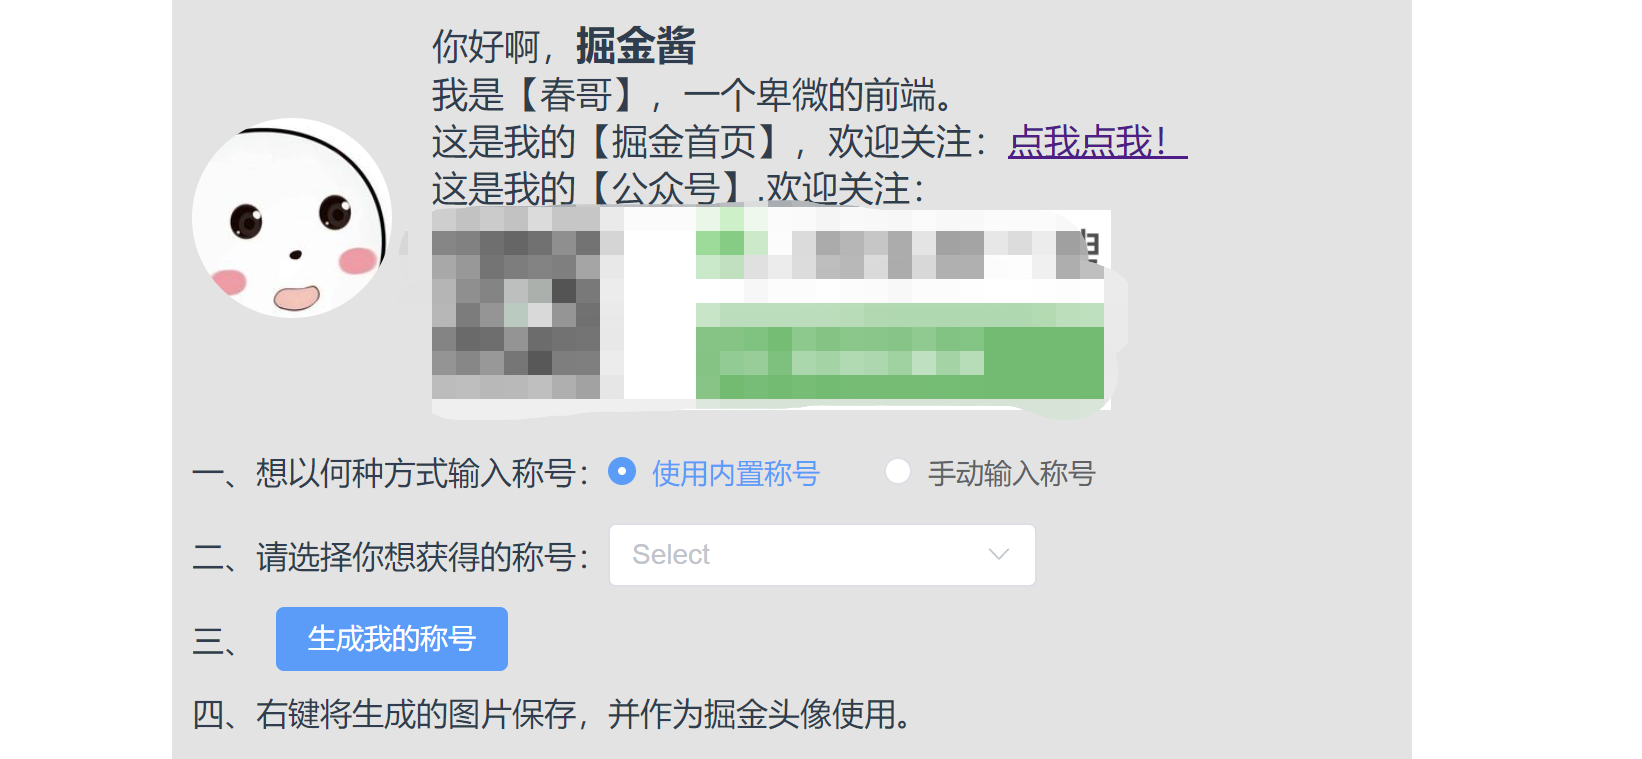 你好啊，掘金酱
我是【春哥】，一个卑微的前端。
这是我的【掘金首页】，欢迎关注：点我点我！
这是我的【公众号】.欢迎关注：
一、想以何种方式输入称号： 使用内置称号 手动输入称号
二、请选择你想获得的称号： Select
三、 生成我的称号
四、右键将生成的图片保存，并作为掘金头像使用。